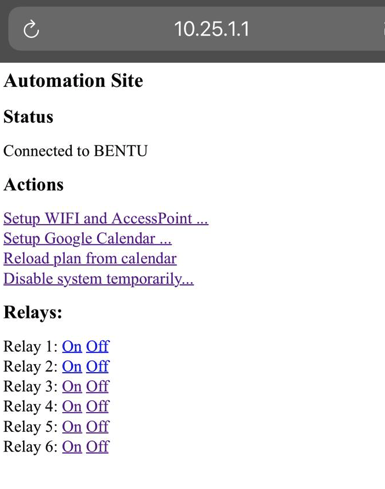 10.25.1.1
Automation Site
Status
Connected to BENTU
Actions
Setup WIFI and AccessPoint ...
Setup Google Calendar ...
Reload plan from calendar
Disable system temporarily...
Relays:
Relay 1: On Off
Relay 2: On Off
Relay 3: On Off
Relay 4: On Off
Relay 5: On Off
Relay 6: On Off